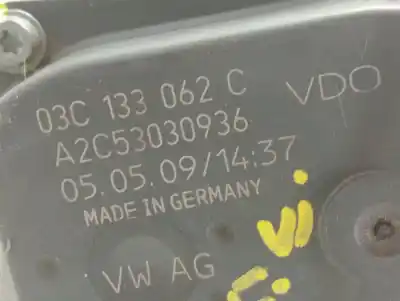 03C 133 062 C
VDO
A2C53030936
05.05.09/14:37
MADE IN GERMANY
VW AG